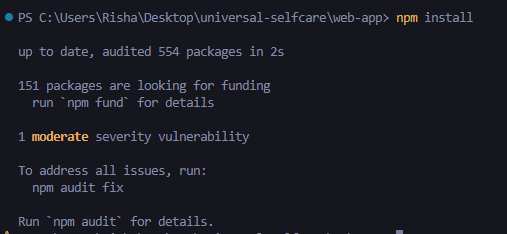 PS C:\Users\Risha\Desktop\universal-selfcare\web-app> npm install
up to date, audited 554 packages in 2s
151 packages are looking for funding
run `npm fund` for details
1 moderate severity vulnerability
To address all issues, run:
npm audit fix
Run `npm audit` for details.